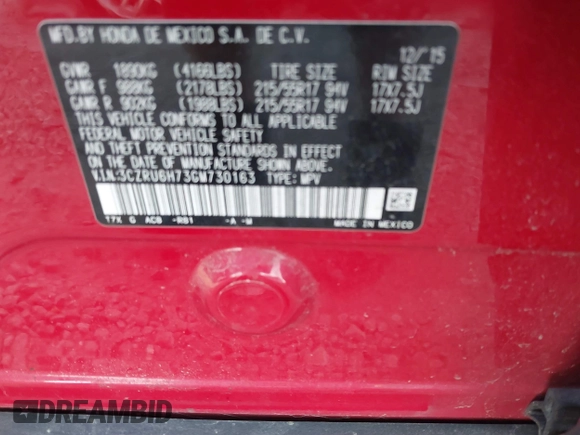 MFD.BY HONDA DE MEXICO S.A. DE C.V. 12/'15
GVWR 1890KG (4166LBS) TIRE SIZE RIM SIZE
GAWR F 988KG (2178LBS) 215/55R17 94V 17X7.5J
GAWR R 902KG (1988LBS) 215/55R17 94V 17X7.5J
THIS VEHICLE CONFORMS TO ALL APPLICABLE
FEDERAL MOTOR VEHICLE SAFETY
AND THEFT PREVENTION STANDARDS IN EFFECT
ON THE DATE OF MANUFACTURE SHOWN ABOVE.
V.I.N:3CZRU6H73GM730163 TYPE: MPV
T7X G ACB -R81 -A -M MADE IN MEXICO
DREAMBID